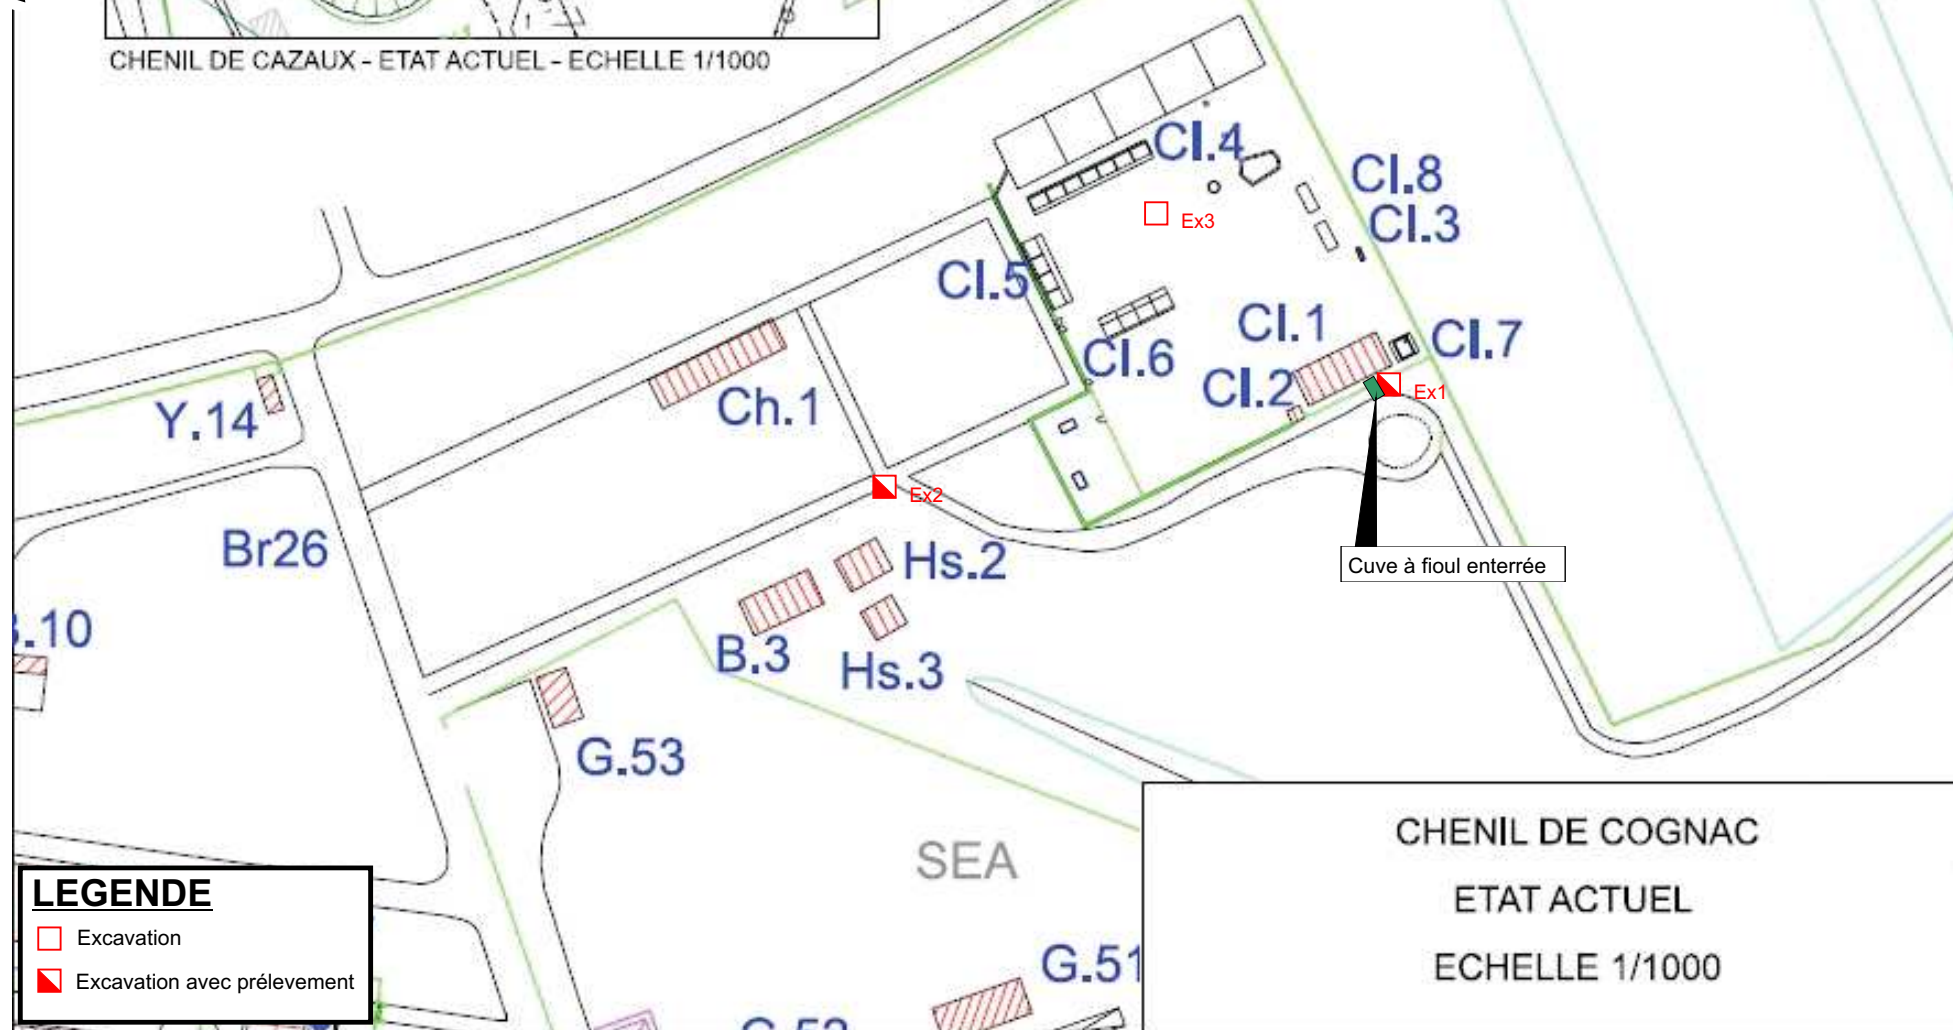 CHENIL DE CAZAUX - ETAT ACTUEL - ECHELLE 1/1000
Cl.4
Cl.8
Cl.3
Ex3
Cl.5
Cl.1
Cl.7
Cl.6
Cl.2
Ex1
Ch.1
Y.14
Ex2
Br26
Hs.2
Cuve à fioul enterrée
.10
B.3
Hs.3
G.53
SEA
CHENIL DE COGNAC
ETAT ACTUEL
ECHELLE 1/1000
LEGENDE
Excavation
Excavation avec prélevement
G.51